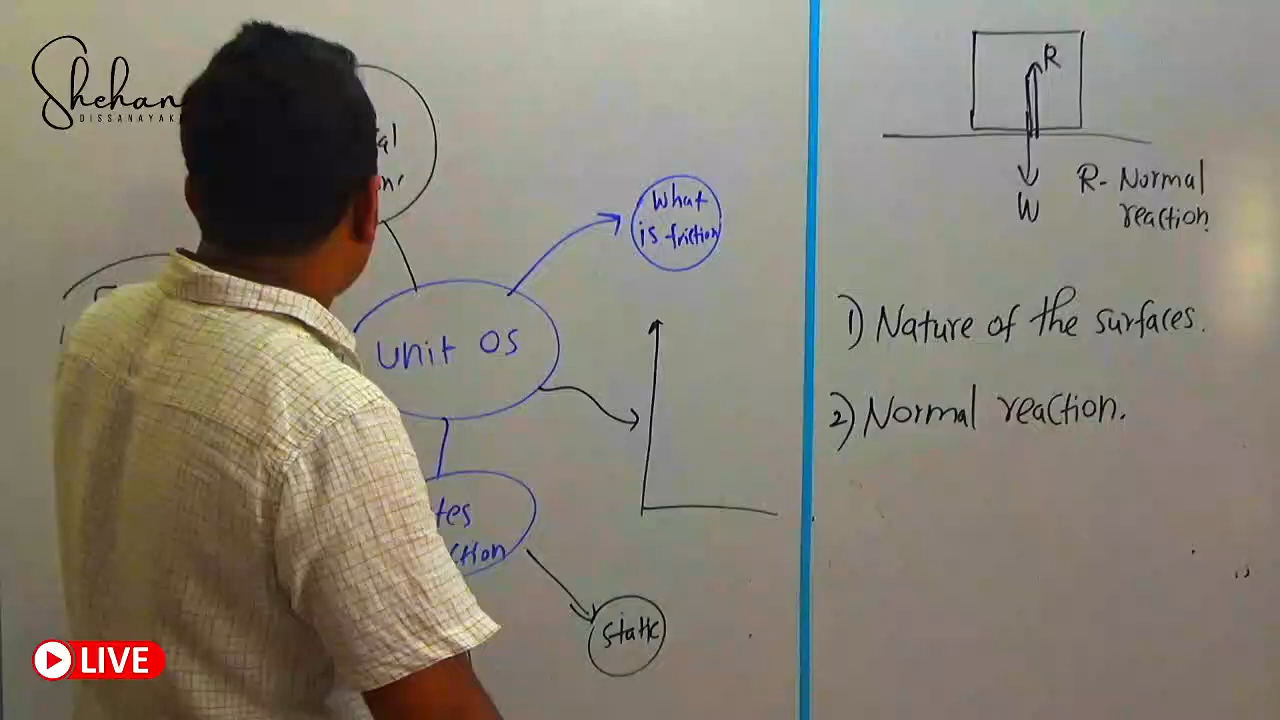 Shehan
DISSANAYAK
What
is friction
unit 05
static
R
W
R- Normal
reaction
1) Nature of the surfaces.
2) Normal reaction.
LIVE